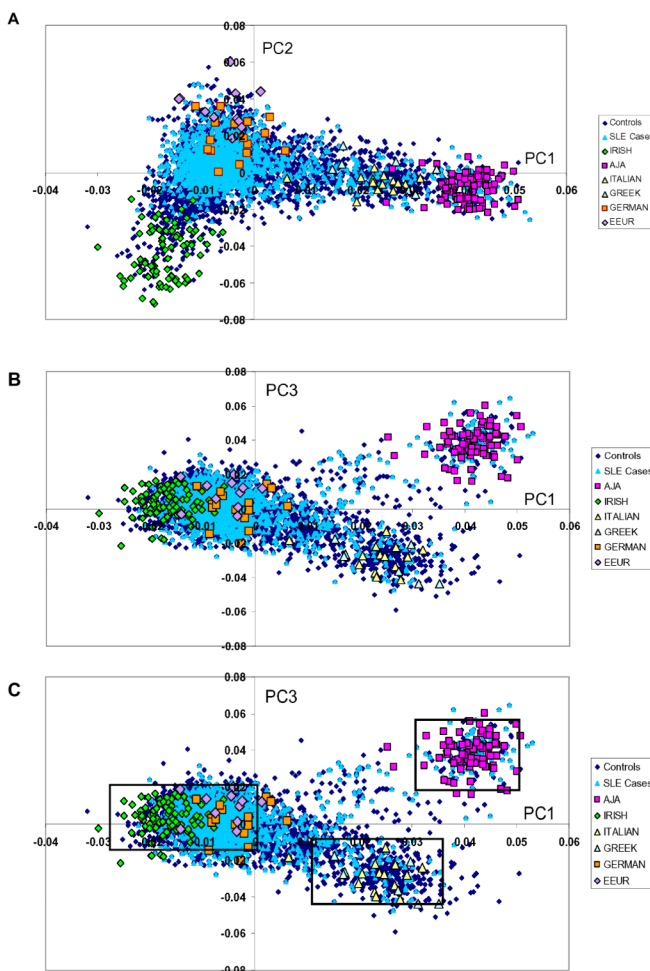 A
0.08
PC2
0.06
0.04
0.02
0
PC1
-0.04
-0.03
-0.02
-0.01
0
0.01
0.02
0.03
0.04
0.05
0.06
-0.02
-0.04
-0.06
-0.08
Controls
SLE Cases
IRISH
AJA
ITALIAN
GREEK
GERMAN
EEUR
B
0.08
PC3
0.06
0.04
0.02
PC1
-0.04
-0.03
-0.01
0
0.01
0.02
0.03
0.04
0.05
0.06
-0.02
-0.04
-0.06
-0.08
Controls
SLE Cases
AJA
IRISH
ITALIAN
GREEK
GERMAN
EEUR
C
0.08
PC3
0.06
0.04
0.02
PC1
-0.04
-0.03
-0.01
0
0.01
0.02
0.03
0.04
0.05
0.06
-0.02
-0.04
-0.06
-0.08
Controls
SLE Cases
AJA
IRISH
ITALIAN
GREEK
GERMAN
EEUR